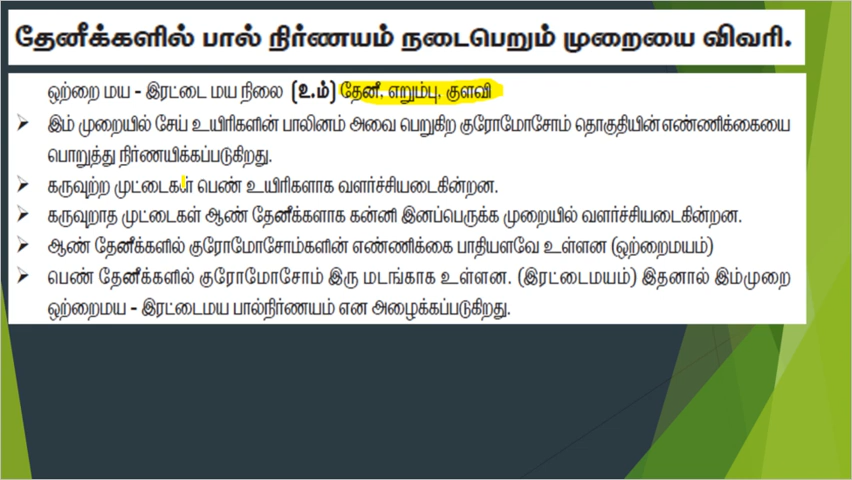 தேனீக்களில் பால் நிர்ணயம் நடைபெறும் முறையை விவரி.
ஒற்றை மய - இரட்டை மய நிலை (உ.ம்) தேனீ, எறும்பு, குளவி
➢ இம் முறையில் சேய் உயிரிகளின் பாலினம் அவை பெறுகிற குரோமோசோம் தொகுதியின் எண்ணிக்கையை
பொறுத்து நிர்ணயிக்கப்படுகிறது.
➢ கருவுற்ற முட்டைகள் பெண் உயிரிகளாக வளர்ச்சியடைகின்றன.
➢ கருவுறாத முட்டைகள் ஆண் தேனீக்களாக கன்னி இனப்பெருக்க முறையில் வளர்ச்சியடைகின்றன.
➢ ஆண் தேனீக்களில் குரோமோசோம்களின் எண்ணிக்கை பாதியளவே உள்ளன (ஒற்றைமயம்)
➢ பெண் தேனீக்களில் குரோமோசோம் இரு மடங்காக உள்ளன. (இரட்டைமயம்) இதனால் இம்முறை
ஒற்றைமய - இரட்டைமய பால்நிர்ணயம் என அழைக்கப்படுகிறது.